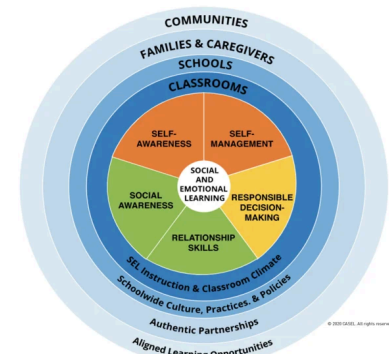 COMMUNITIES
FAMILIES & CAREGIVERS
SCHOOLS
CLASSROOMS
SELF-
AWARENESS
SELF-
MANAGEMENT
SOCIAL
AND
EMOTIONAL
LEARNING
SOCIAL
AWARENESS
RESPONSIBLE
DECISION-
MAKING
RELATIONSHIP
SKILLS
SEL Instruction & Classroom Climate
Schoolwide Culture, Practices. & Policies
Authentic Partnerships
Aligned Learning Opportunities
© 2020 CASEL. All rights reserve